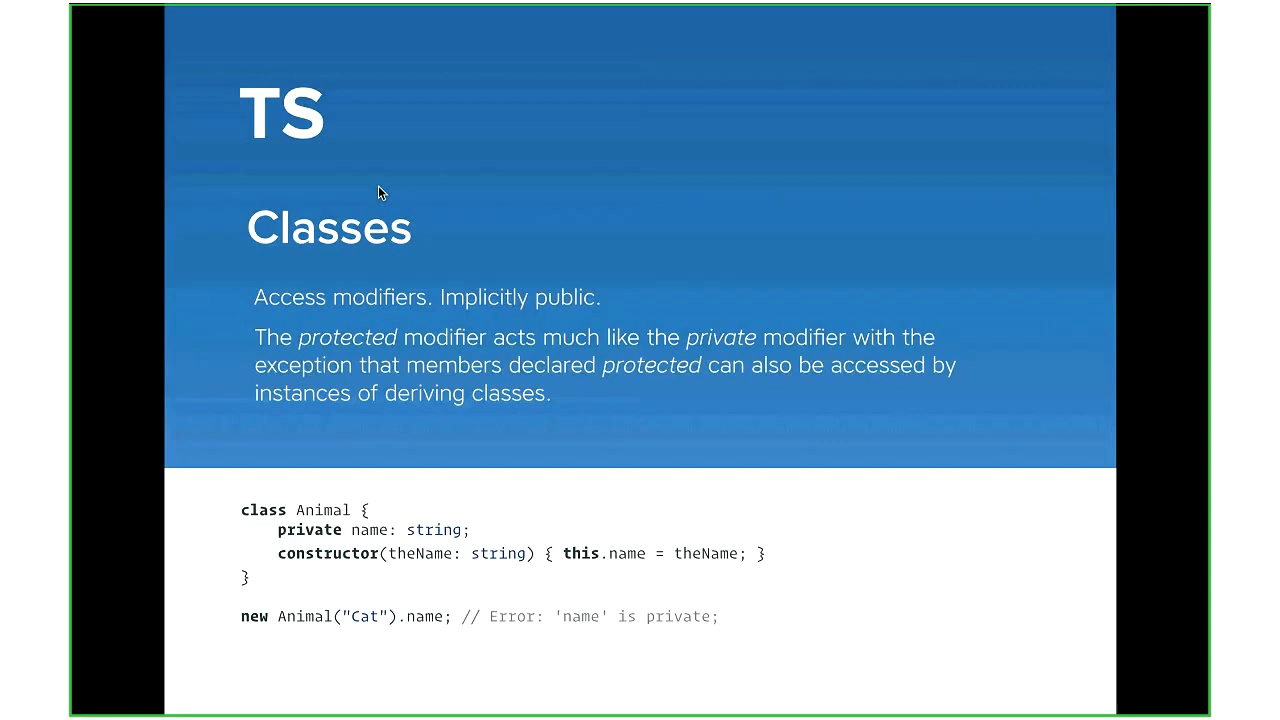 TS
Classes
Access modifiers. Implicitly public.
The protected modifier acts much like the private modifier with the
exception that members declared protected can also be accessed by
instances of deriving classes.
class Animal {
    private name: string;
    constructor(theName: string) { this.name = theName; }
}
new Animal("Cat").name; // Error: 'name' is private;